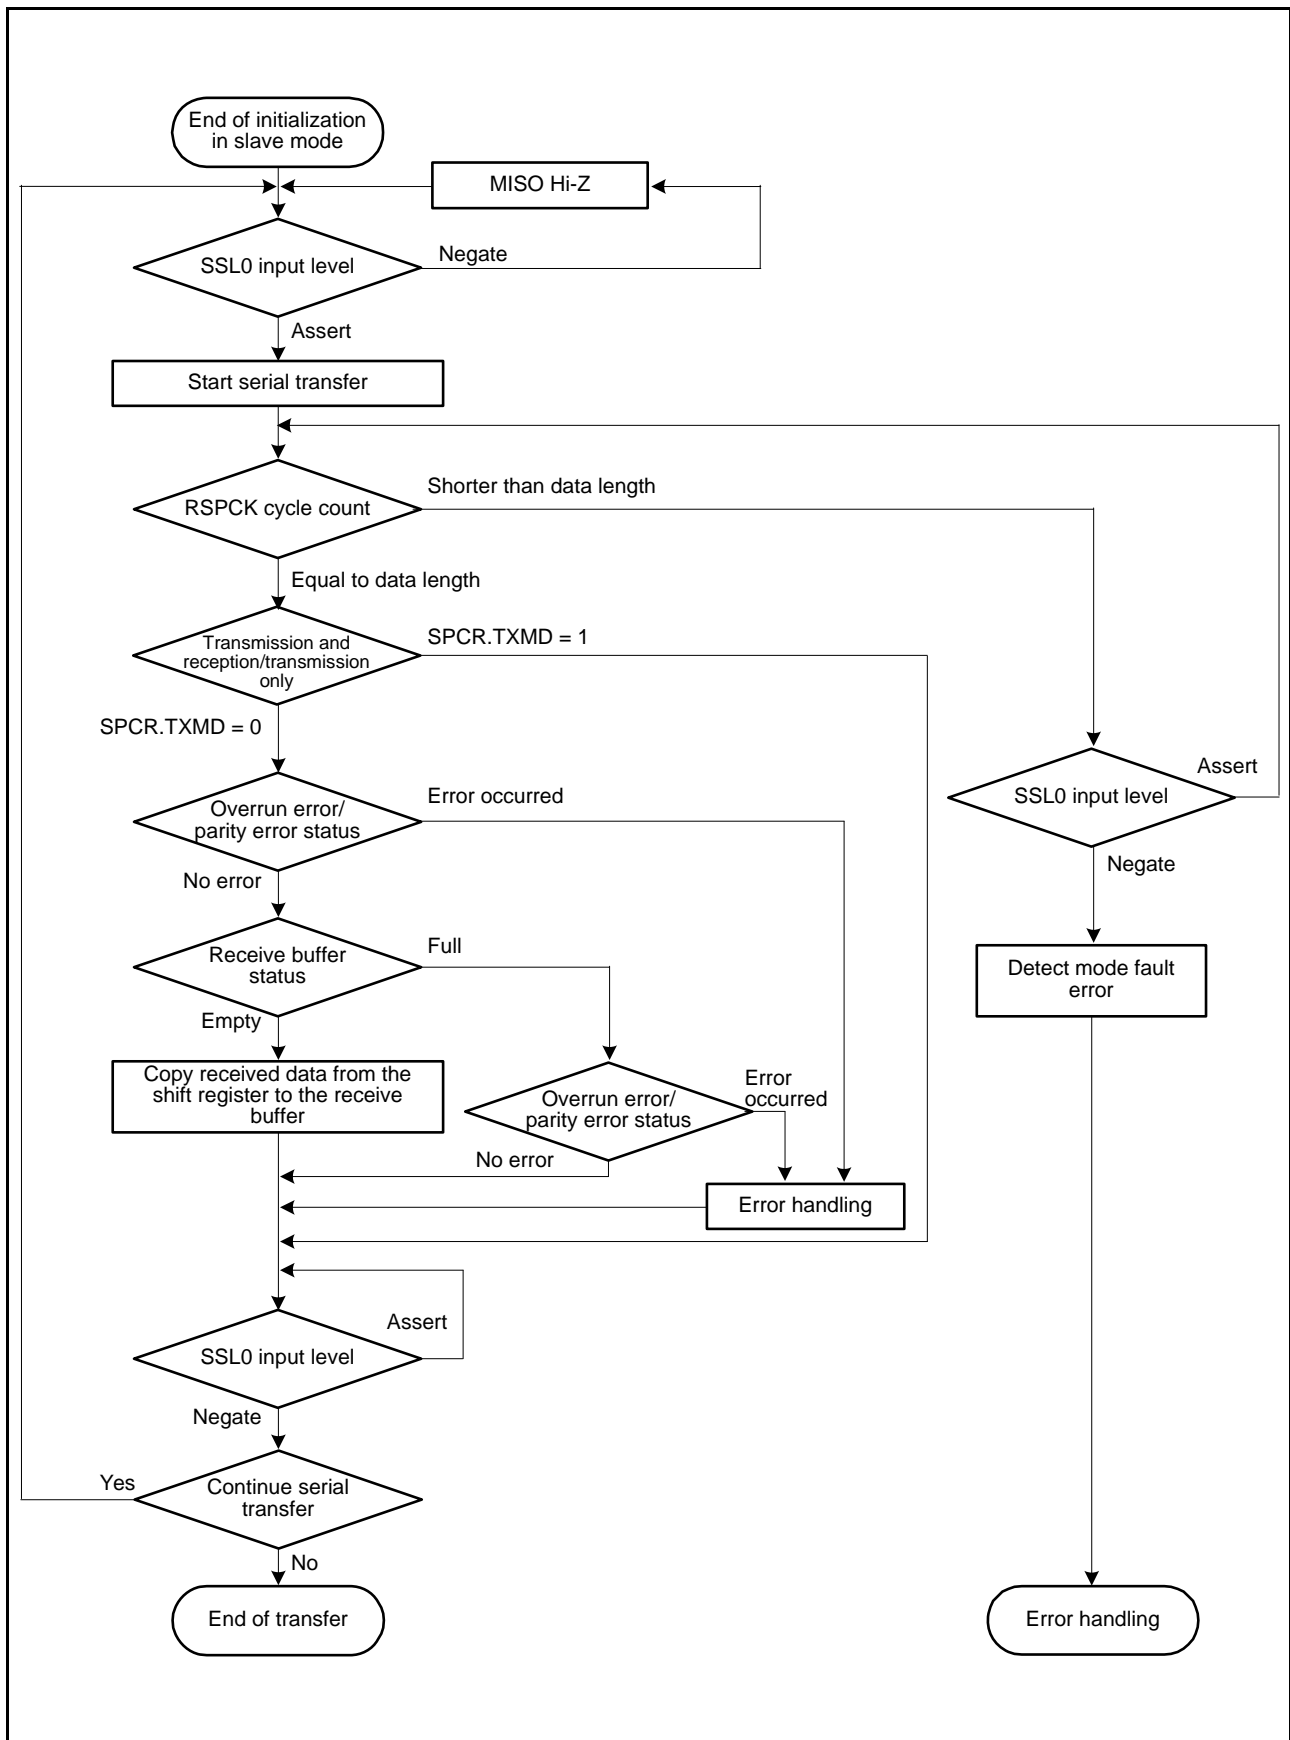 End of initialization
in slave mode
MISO Hi-Z
SSL0 input level
Negate
Assert
Start serial transfer
RSPCK cycle count
Shorter than data length
Equal to data length
Transmission and
reception/transmission
only
SPCR.TXMD = 1
SPCR.TXMD = 0
SSL0 input level
Assert
Negate
Overrun error/
parity error status
Error occurred
No error
Receive buffer
status
Full
Empty
Detect mode fault
error
Copy received data from the
shift register to the receive
buffer
Overrun error/
parity error status
Error
occurred
No error
Error handling
SSL0 input level
Assert
Negate
Continue serial
transfer
Yes
No
End of transfer
Error handling